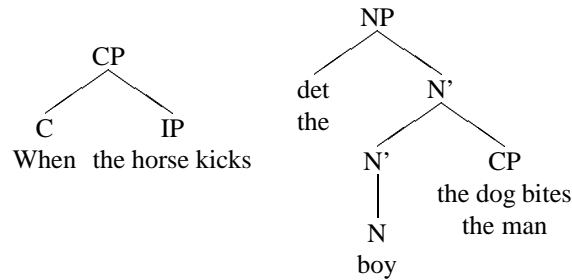 NP
CP
det N’
the
C IP
When the horse kicks
N’ CP
the dog bites
the man
N
boy